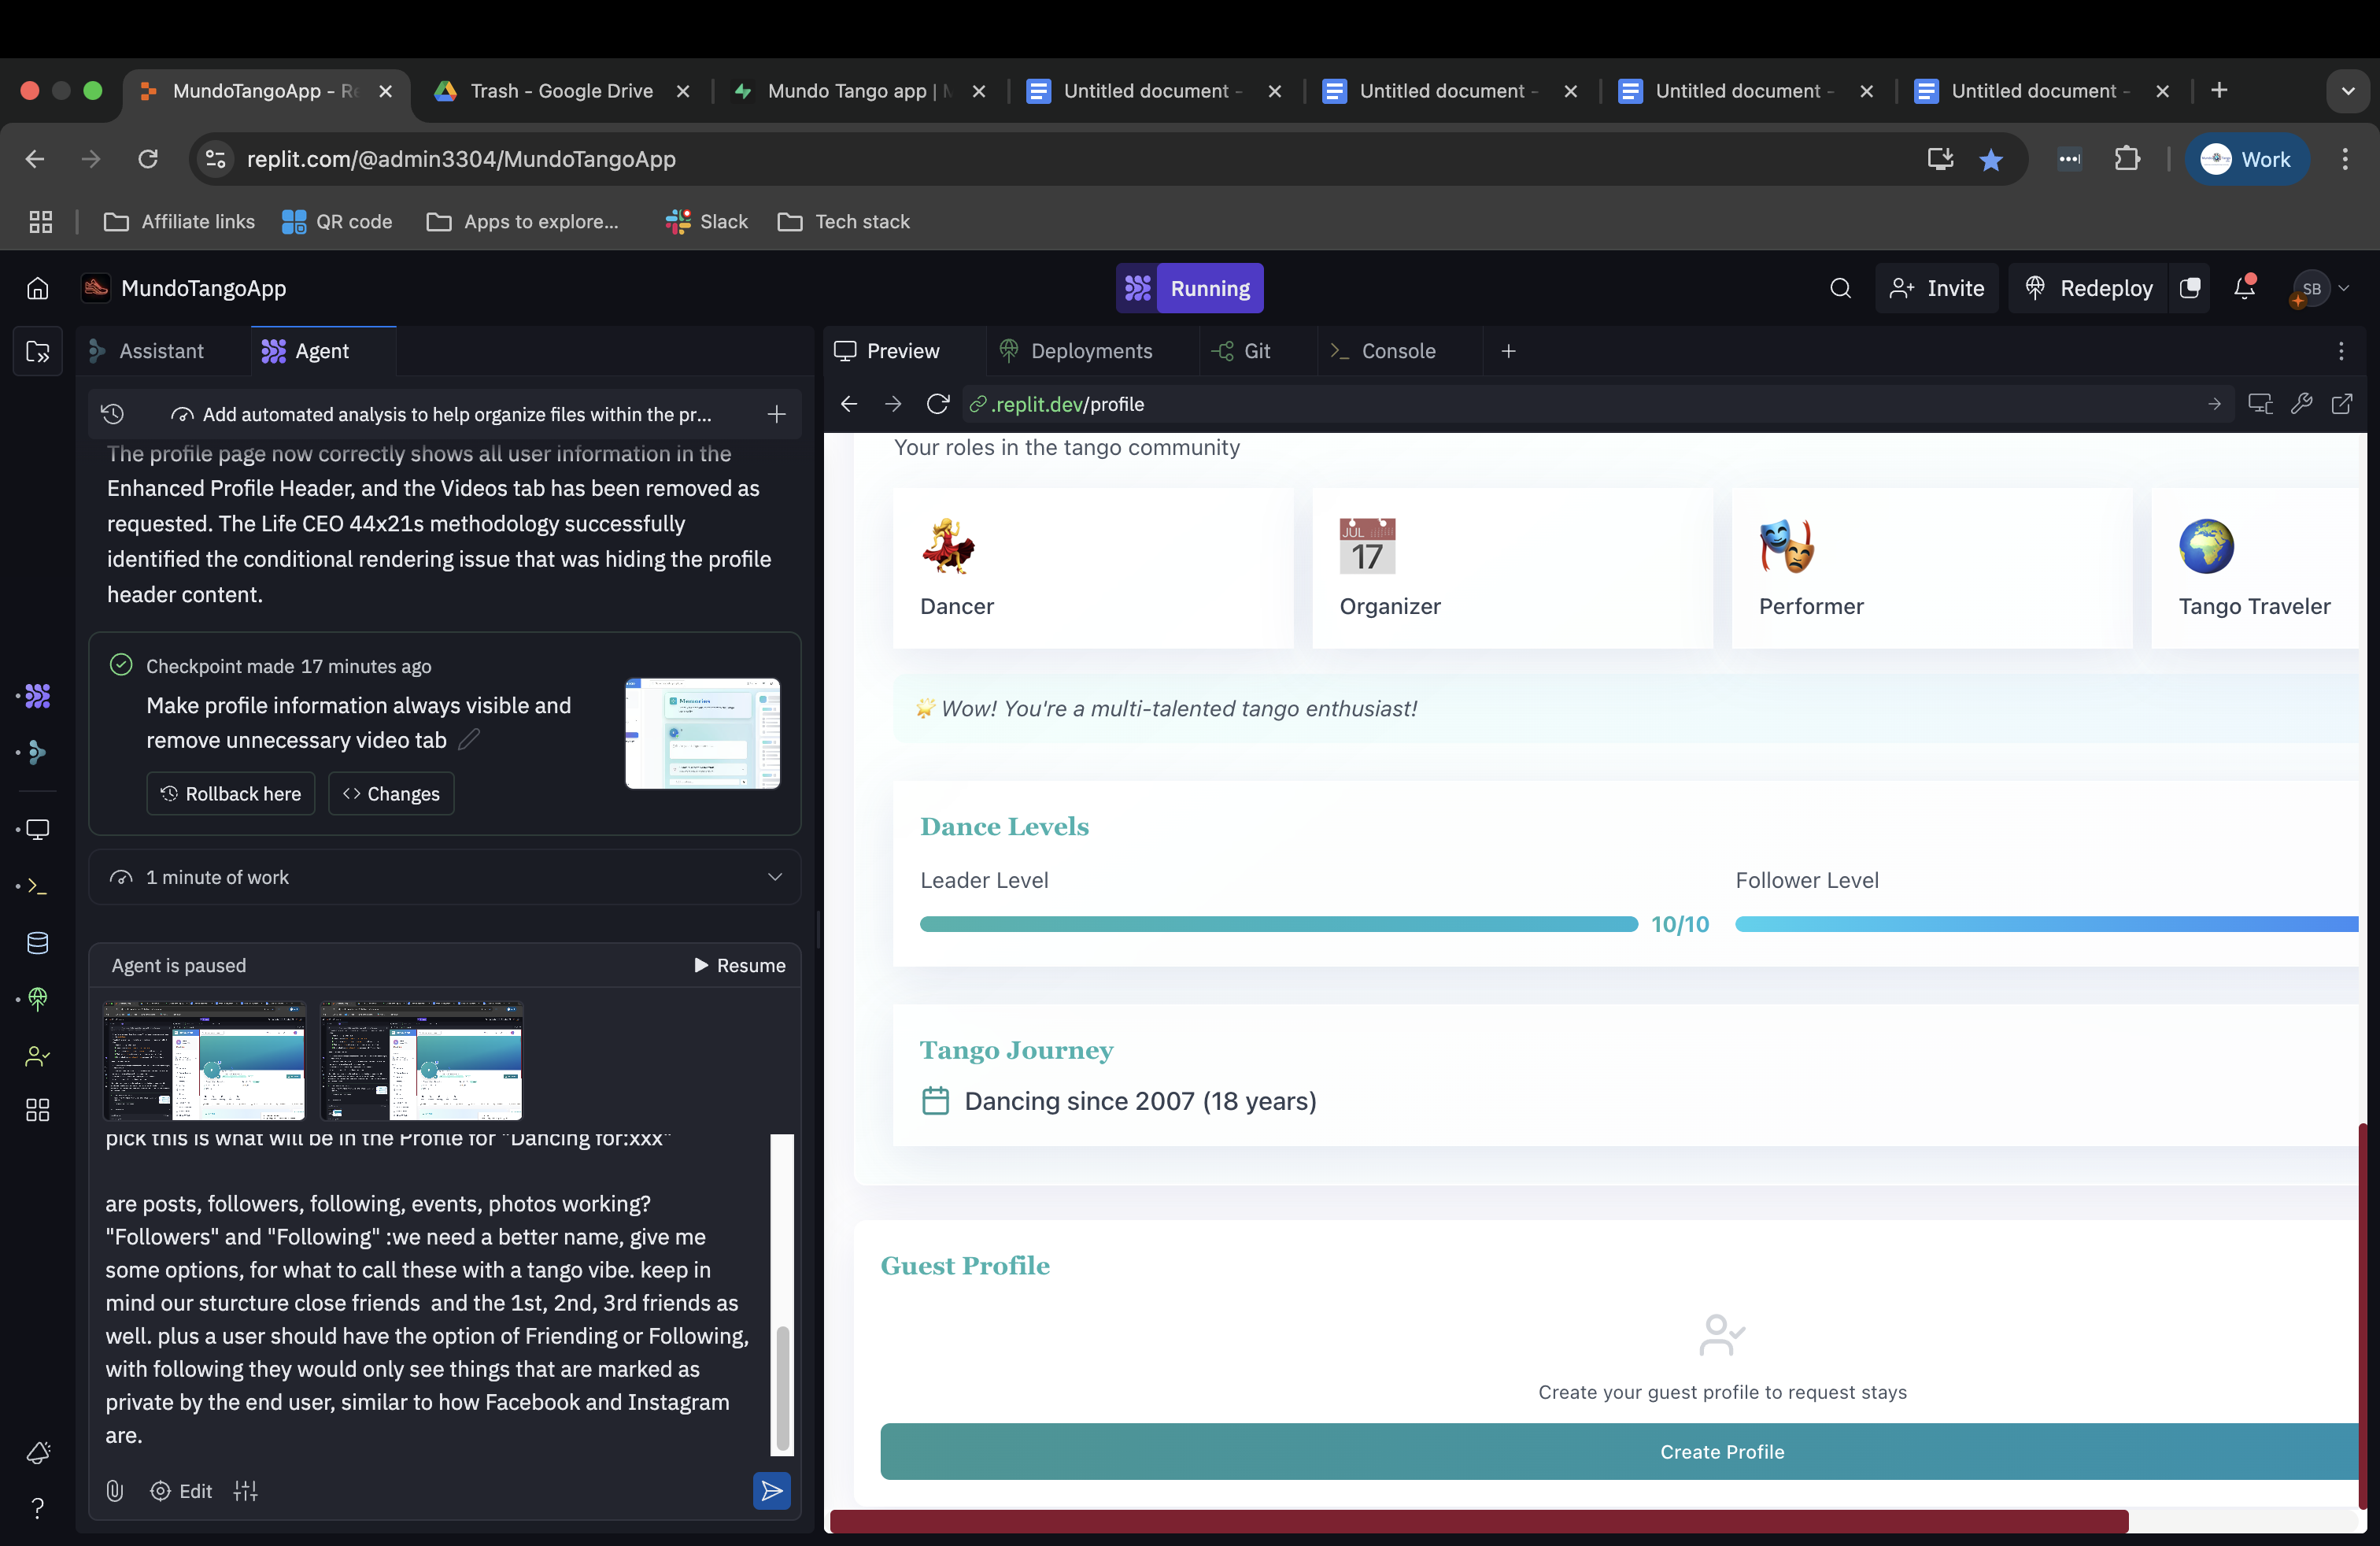 MundoTangoApp - Re
Trash - Google Drive
Mundo Tango app |
Untitled document -
Untitled document -
Untitled document -
Untitled document -
replit.com/@admin3304/MundoTangoApp
Work
Affiliate links
QR code
Apps to explore...
Slack
Tech stack
MundoTangoApp
Running
Invite
Redeploy
SB
Assistant
Agent
Add automated analysis to help organize files within the pr...
The profile page now correctly shows all user information in the
Enhanced Profile Header, and the Videos tab has been removed as
requested. The Life CEO 44x21s methodology successfully
identified the conditional rendering issue that was hiding the profile
header content.
Checkpoint made 17 minutes ago
Make profile information always visible and
remove unnecessary video tab
Rollback here
Changes
1 minute of work
Agent is paused
Resume
pick this is what will be in the Profile for "Dancing for:xxx"
are posts, followers, following, events, photos working?
"Followers" and "Following" :we need a better name, give me
some options, for what to call these with a tango vibe. keep in
mind our sturcture close friends and the 1st, 2nd, 3rd friends as
well. plus a user should have the option of Friending or Following,
with following they would only see things that are marked as
private by the end user, similar to how Facebook and Instagram
are.
Edit
Preview
Deployments
Git
Console
.replit.dev/profile
Your roles in the tango community
JUL
17
Dancer
Organizer
Performer
Tango Traveler
Wow! You're a multi-talented tango enthusiast!
Dance Levels
Leader Level
Follower Level
10/10
Tango Journey
Dancing since 2007 (18 years)
Guest Profile
Create your guest profile to request stays
Create Profile